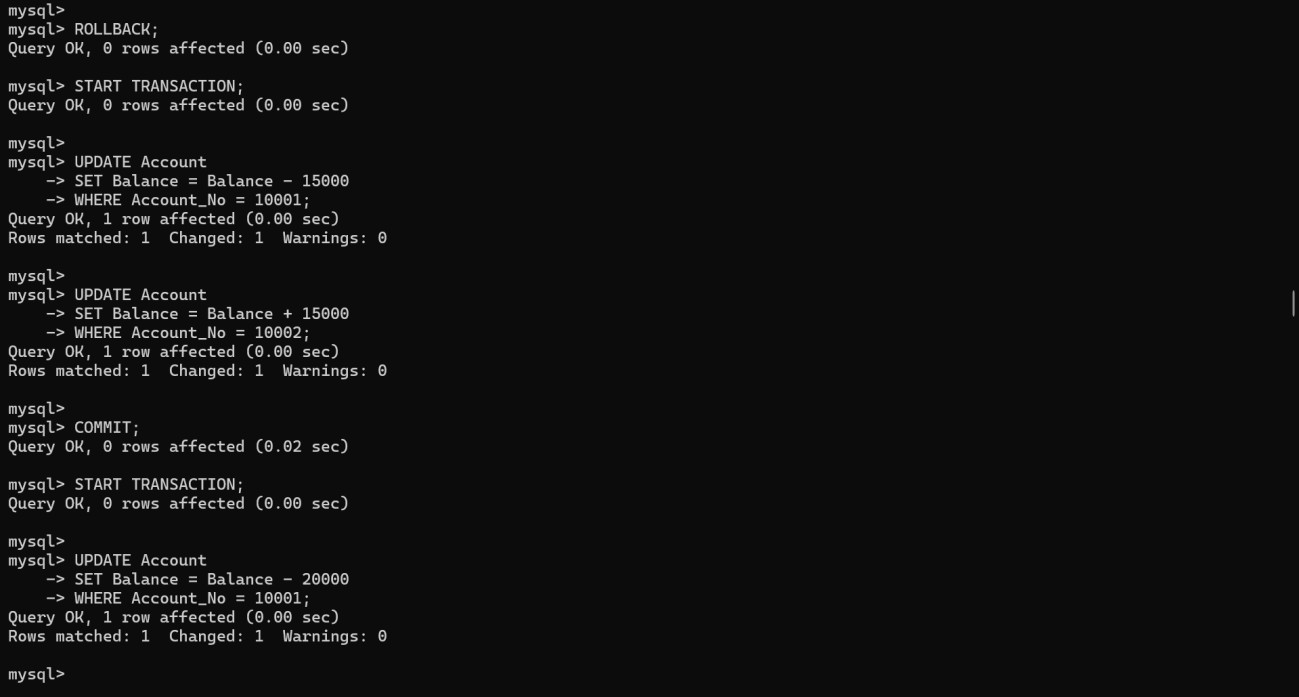 mysql>
mysql> ROLLBACK;
Query OK, 0 rows affected (0.00 sec)
mysql> START TRANSACTION;
Query OK, 0 rows affected (0.00 sec)
mysql>
mysql> UPDATE Account
    -> SET Balance = Balance - 15000
    -> WHERE Account_No = 10001;
Query OK, 1 row affected (0.00 sec)
Rows matched: 1  Changed: 1  Warnings: 0
mysql>
mysql> UPDATE Account
    -> SET Balance = Balance + 15000
    -> WHERE Account_No = 10002;
Query OK, 1 row affected (0.00 sec)
Rows matched: 1  Changed: 1  Warnings: 0
mysql>
mysql> COMMIT;
Query OK, 0 rows affected (0.02 sec)
mysql> START TRANSACTION;
Query OK, 0 rows affected (0.00 sec)
mysql>
mysql> UPDATE Account
    -> SET Balance = Balance - 20000
    -> WHERE Account_No = 10001;
Query OK, 1 row affected (0.00 sec)
Rows matched: 1  Changed: 1  Warnings: 0
mysql>